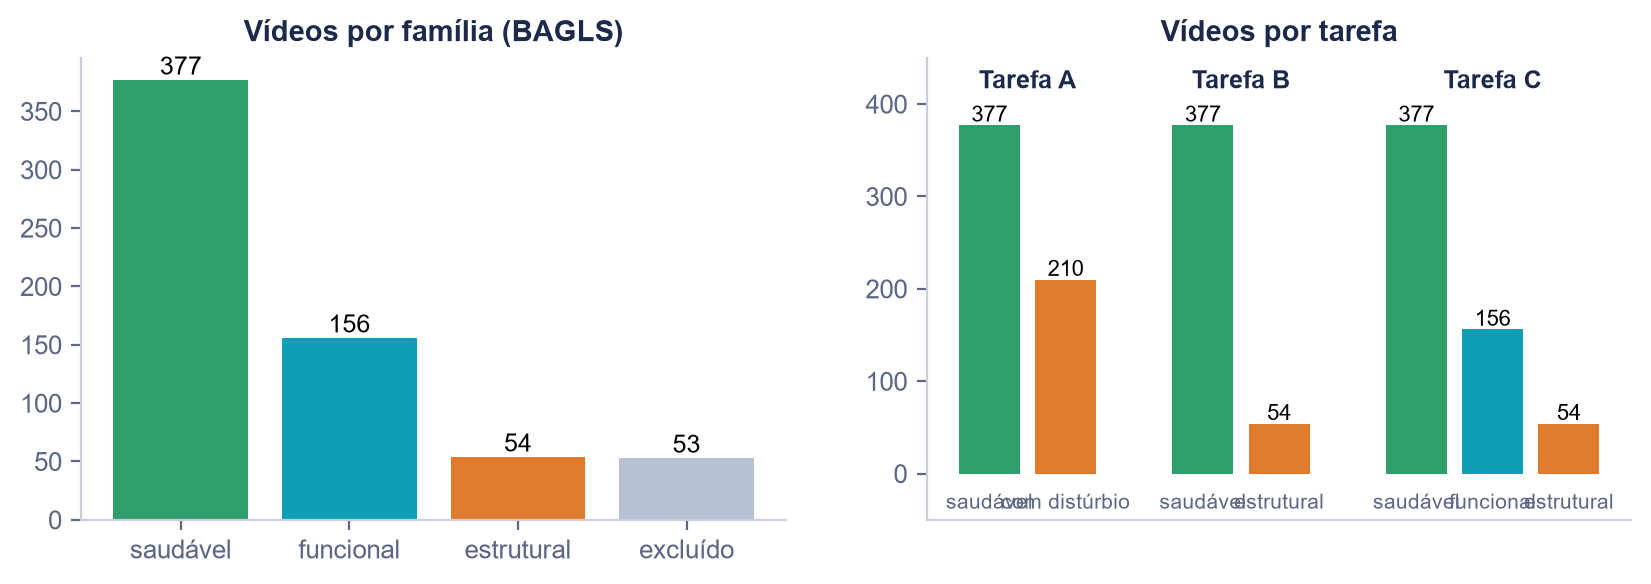 Vídeos por família (BAGLS)
377
156
54
53
350
300
250
200
150
100
50
0
saudável
funcional
estrutural
excluído
Vídeos por tarefa
Tarefa A
Tarefa B
Tarefa C
400
300
200
100
0
377
210
377
54
377
156
54
saudável
com distúrbio
saudável
estrutural
saudável
funcional
estrutural